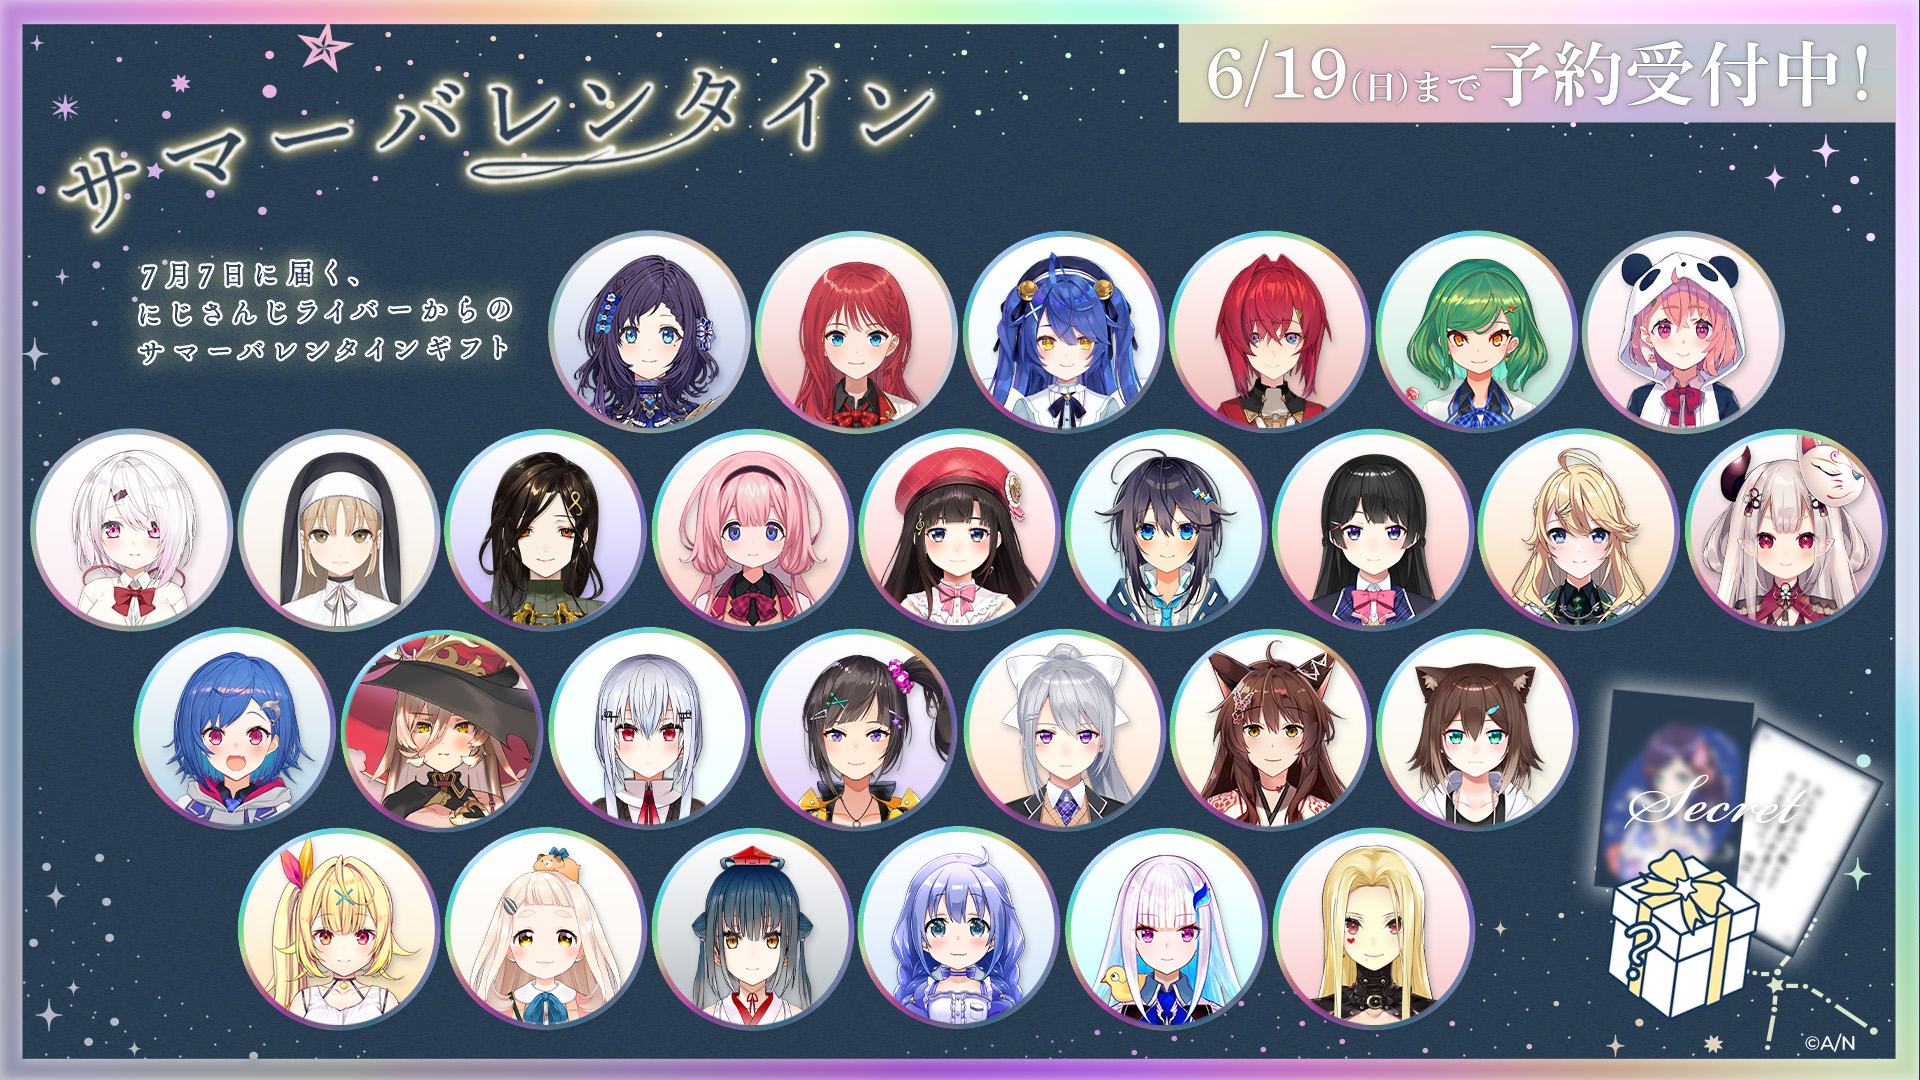 サマーバレンタイン
6/19(日)まで予約受付中!
7月7日に届く、
にじさんじライバーからの
サマーバレンタインギフト
Secret
?
©A/N